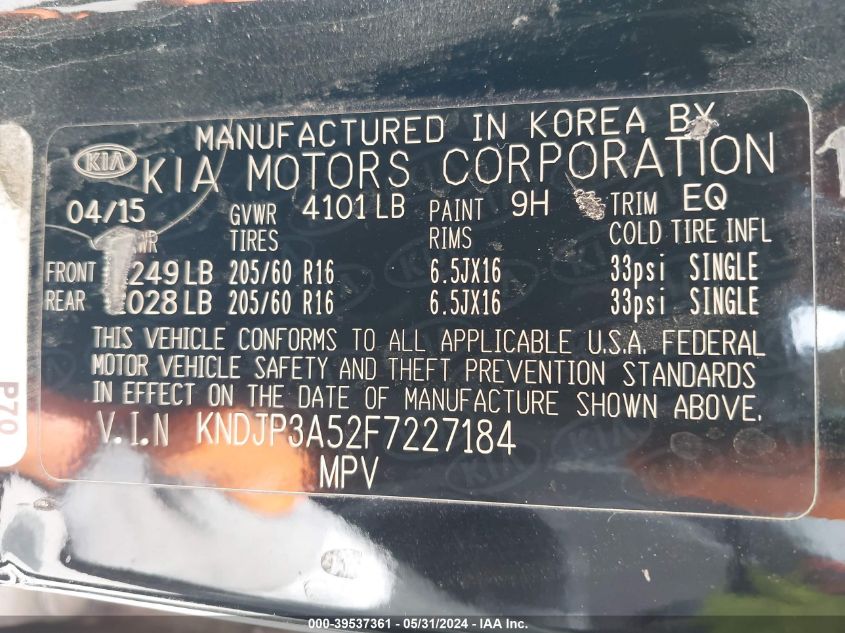 MANUFACTURED IN KOREA BY
KIA KIA MOTORS CORPORATION
04/15 GVWR 4101 LB PAINT 9H TRIM EQ
TIRES RIMS COLD TIRE INFL
FRONT 249 LB 205/60 R16 6.5JX16 33psi SINGLE
REAR 028 LB 205/60 R16 6.5JX16 33psi SINGLE
THIS VEHICLE CONFORMS TO ALL APPLICABLE U.S.A. FEDERAL
MOTOR VEHICLE SAFETY AND THEFT PREVENTION STANDARDS
IN EFFECT ON THE DATE OF MANUFACTURE SHOWN ABOVE.
V.I.N KNDJP3A52F7227184
MPV
P70
000-39537361 - 05/31/2024 - IAA Inc.